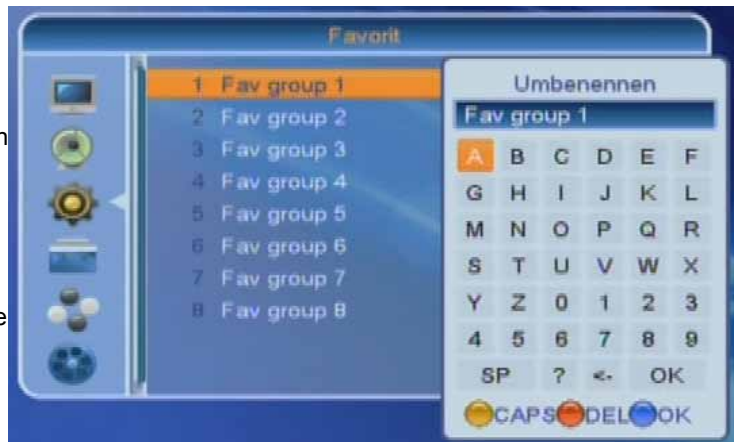 Favorit
1 Fav group 1
2 Fav group 2
3 Fav group 3
4 Fav group 4
5 Fav group 5
6 Fav group 6
7 Fav group 7
8 Fav group 8
Umbenennen
Fav group 1
A B C D E F
G H I J K L
M N O P Q R
S T U V W X
Y Z 0 1 2 3
4 5 6 7 8 9
SP ? <- OK
CAPS DEL OK
n
e